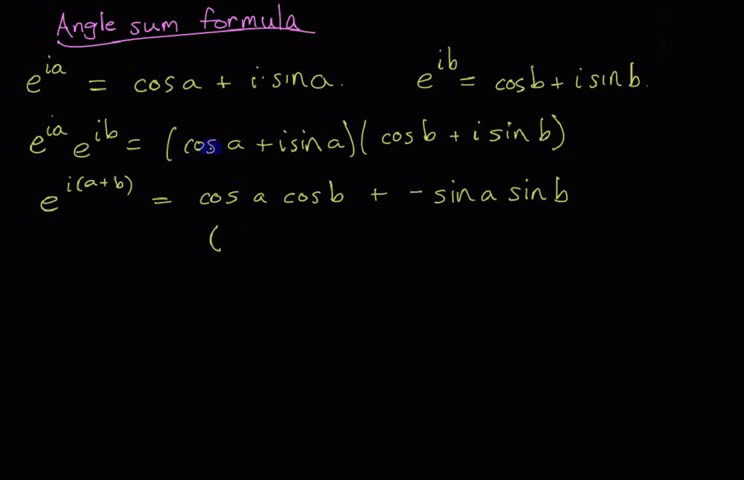 Angle sum formula
e^{ia} = cos a + i·sin a. e^{ib} = cos b + i sin b.
e^{ia} e^{ib} = (cos a + i sin a)(cos b + i sin b)
e^{i(a+b)} = cos a cos b + - sin a sin b
(